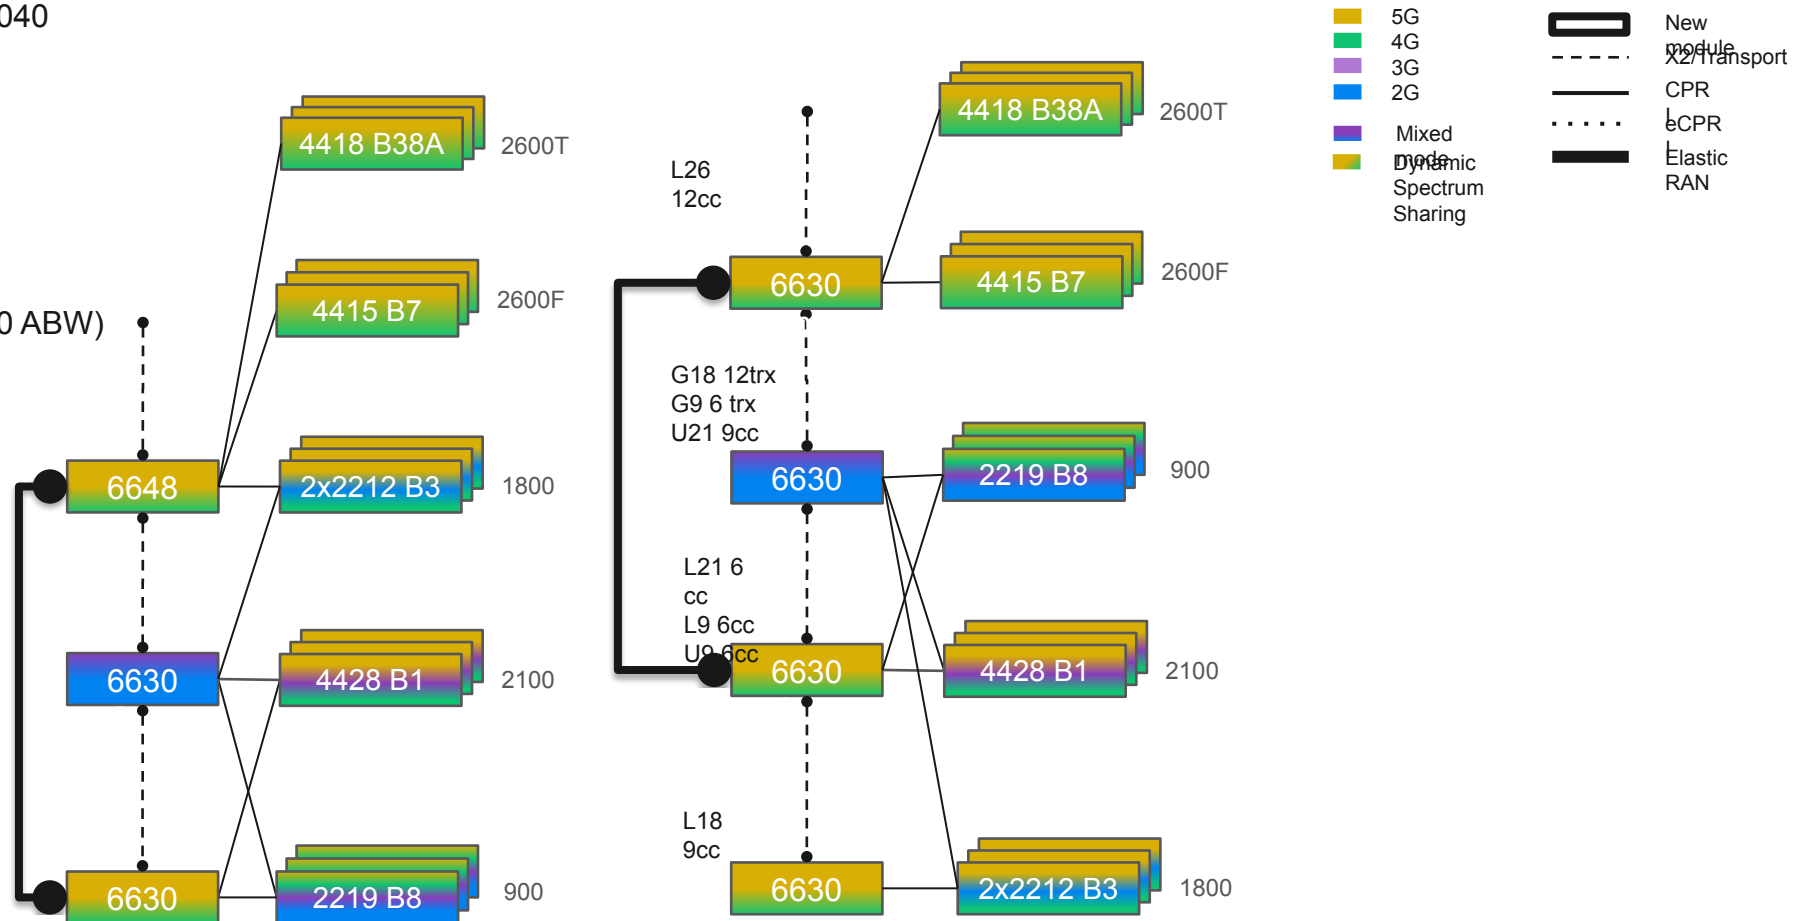 040
0 ABW)
4418 B38A
2600T
4415 B7
2600F
6648
2x2212 B3
1800
6630
4428 B1
2100
6630
2219 B8
900
L26
12cc
4418 B38A
2600T
6630
4415 B7
2600F
G18 12trx
G9 6 trx
U21 9cc
6630
2219 B8
900
L21 6
cc
L9 6cc
U9 6cc
6630
4428 B1
2100
L18
9cc
6630
2x2212 B3
1800
5G
4G
3G
2G
Mixed
mode
Dynamic
Spectrum
Sharing
New
module
X2/Transport
CPR
I
eCPR
I
Elastic
RAN